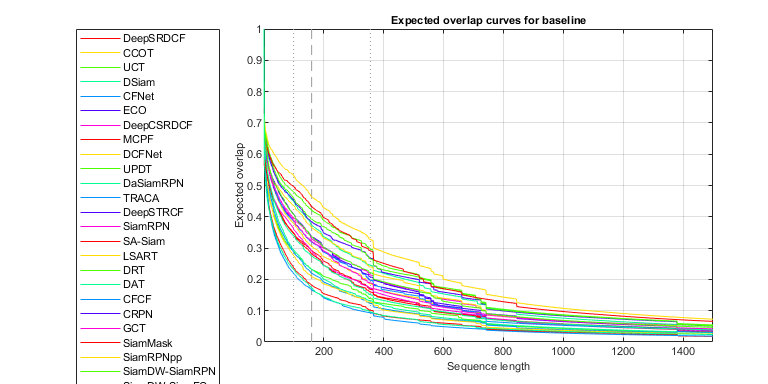 Expected overlap curves for baseline
DeepSRDCF
CCOT
UCT
DSiam
CFNet
ECO
DeepCSRDCF
MCPF
DCFNet
UPDT
DaSiamRPN
TRACA
DeepSTRCF
SiamRPN
SA-Siam
LSART
DRT
DAT
CFCF
CRPN
GCT
SiamMask
SiamRPNpp
SiamDW-SiamRPN
Expected overlap
1
0.9
0.8
0.7
0.6
0.5
0.4
0.3
0.2
0.1
0
200 400 600 800 1000 1200 1400
Sequence length